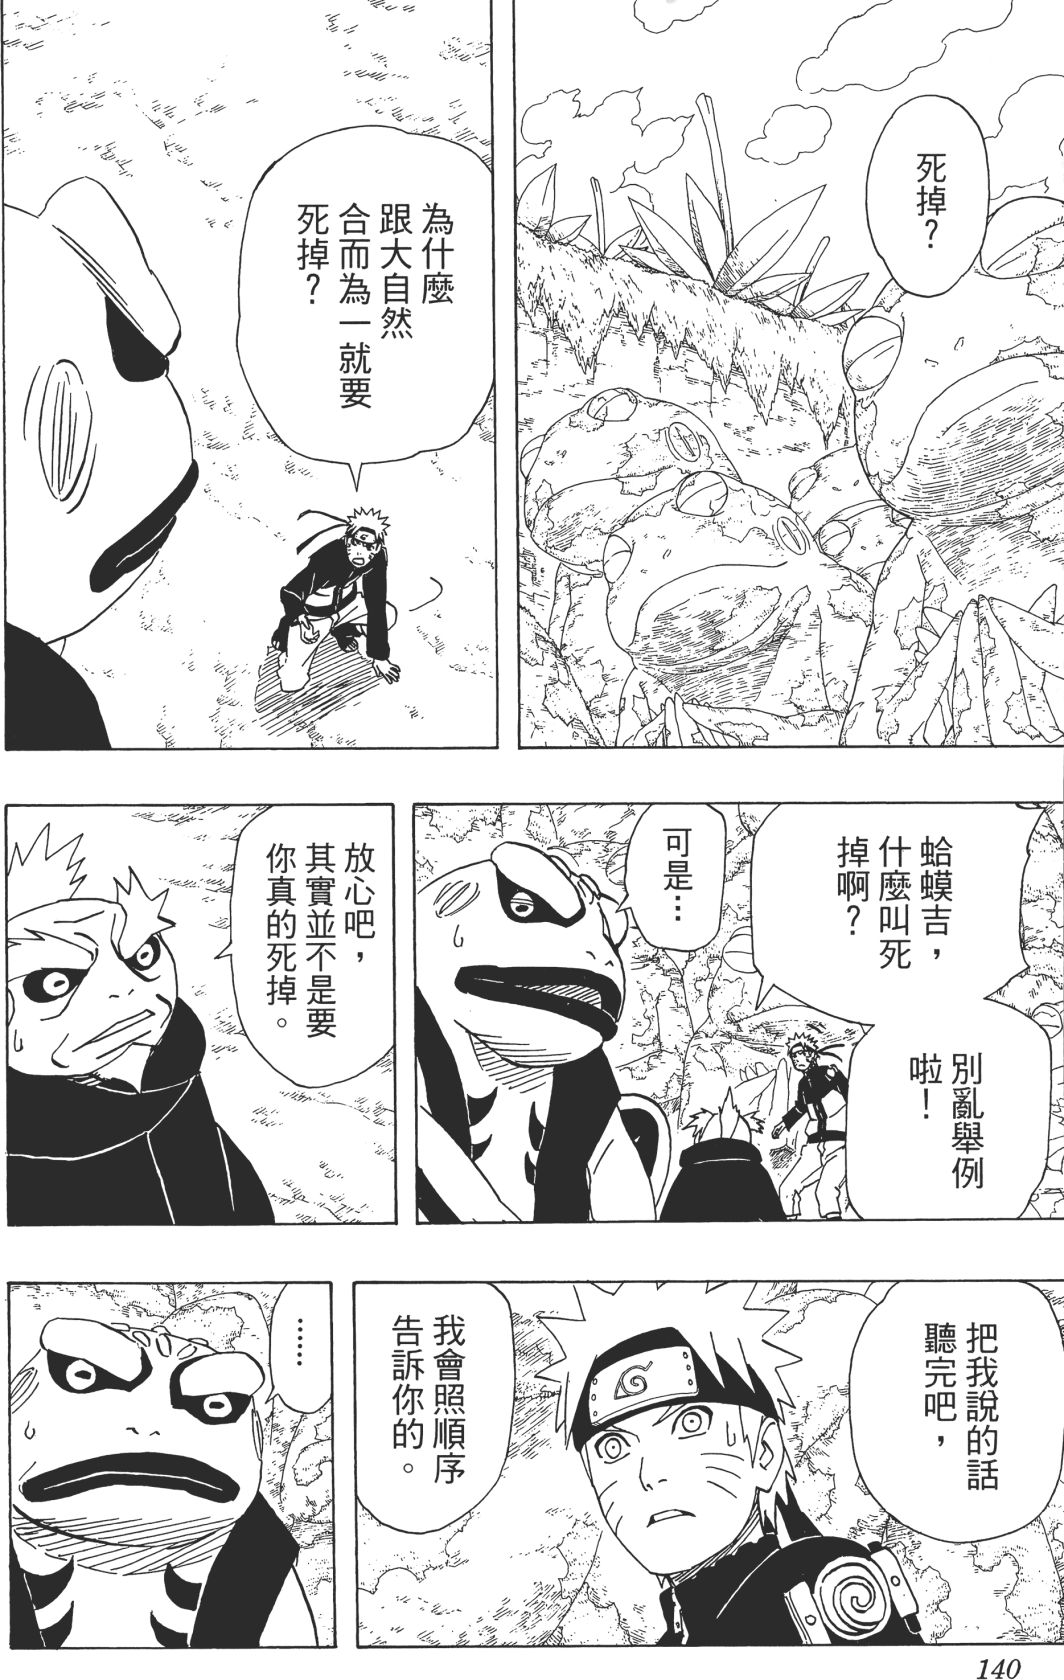 死掉？
為什麼
跟大自然
合而為一就要
死掉？
蛤蟆吉，
什麼叫死
掉啊？
別亂舉例
啦！
可是…
放心吧，
其實並不是要
你真的死掉。
把我說的話
聽完吧，
我會照順序
告訴你的。
……
140